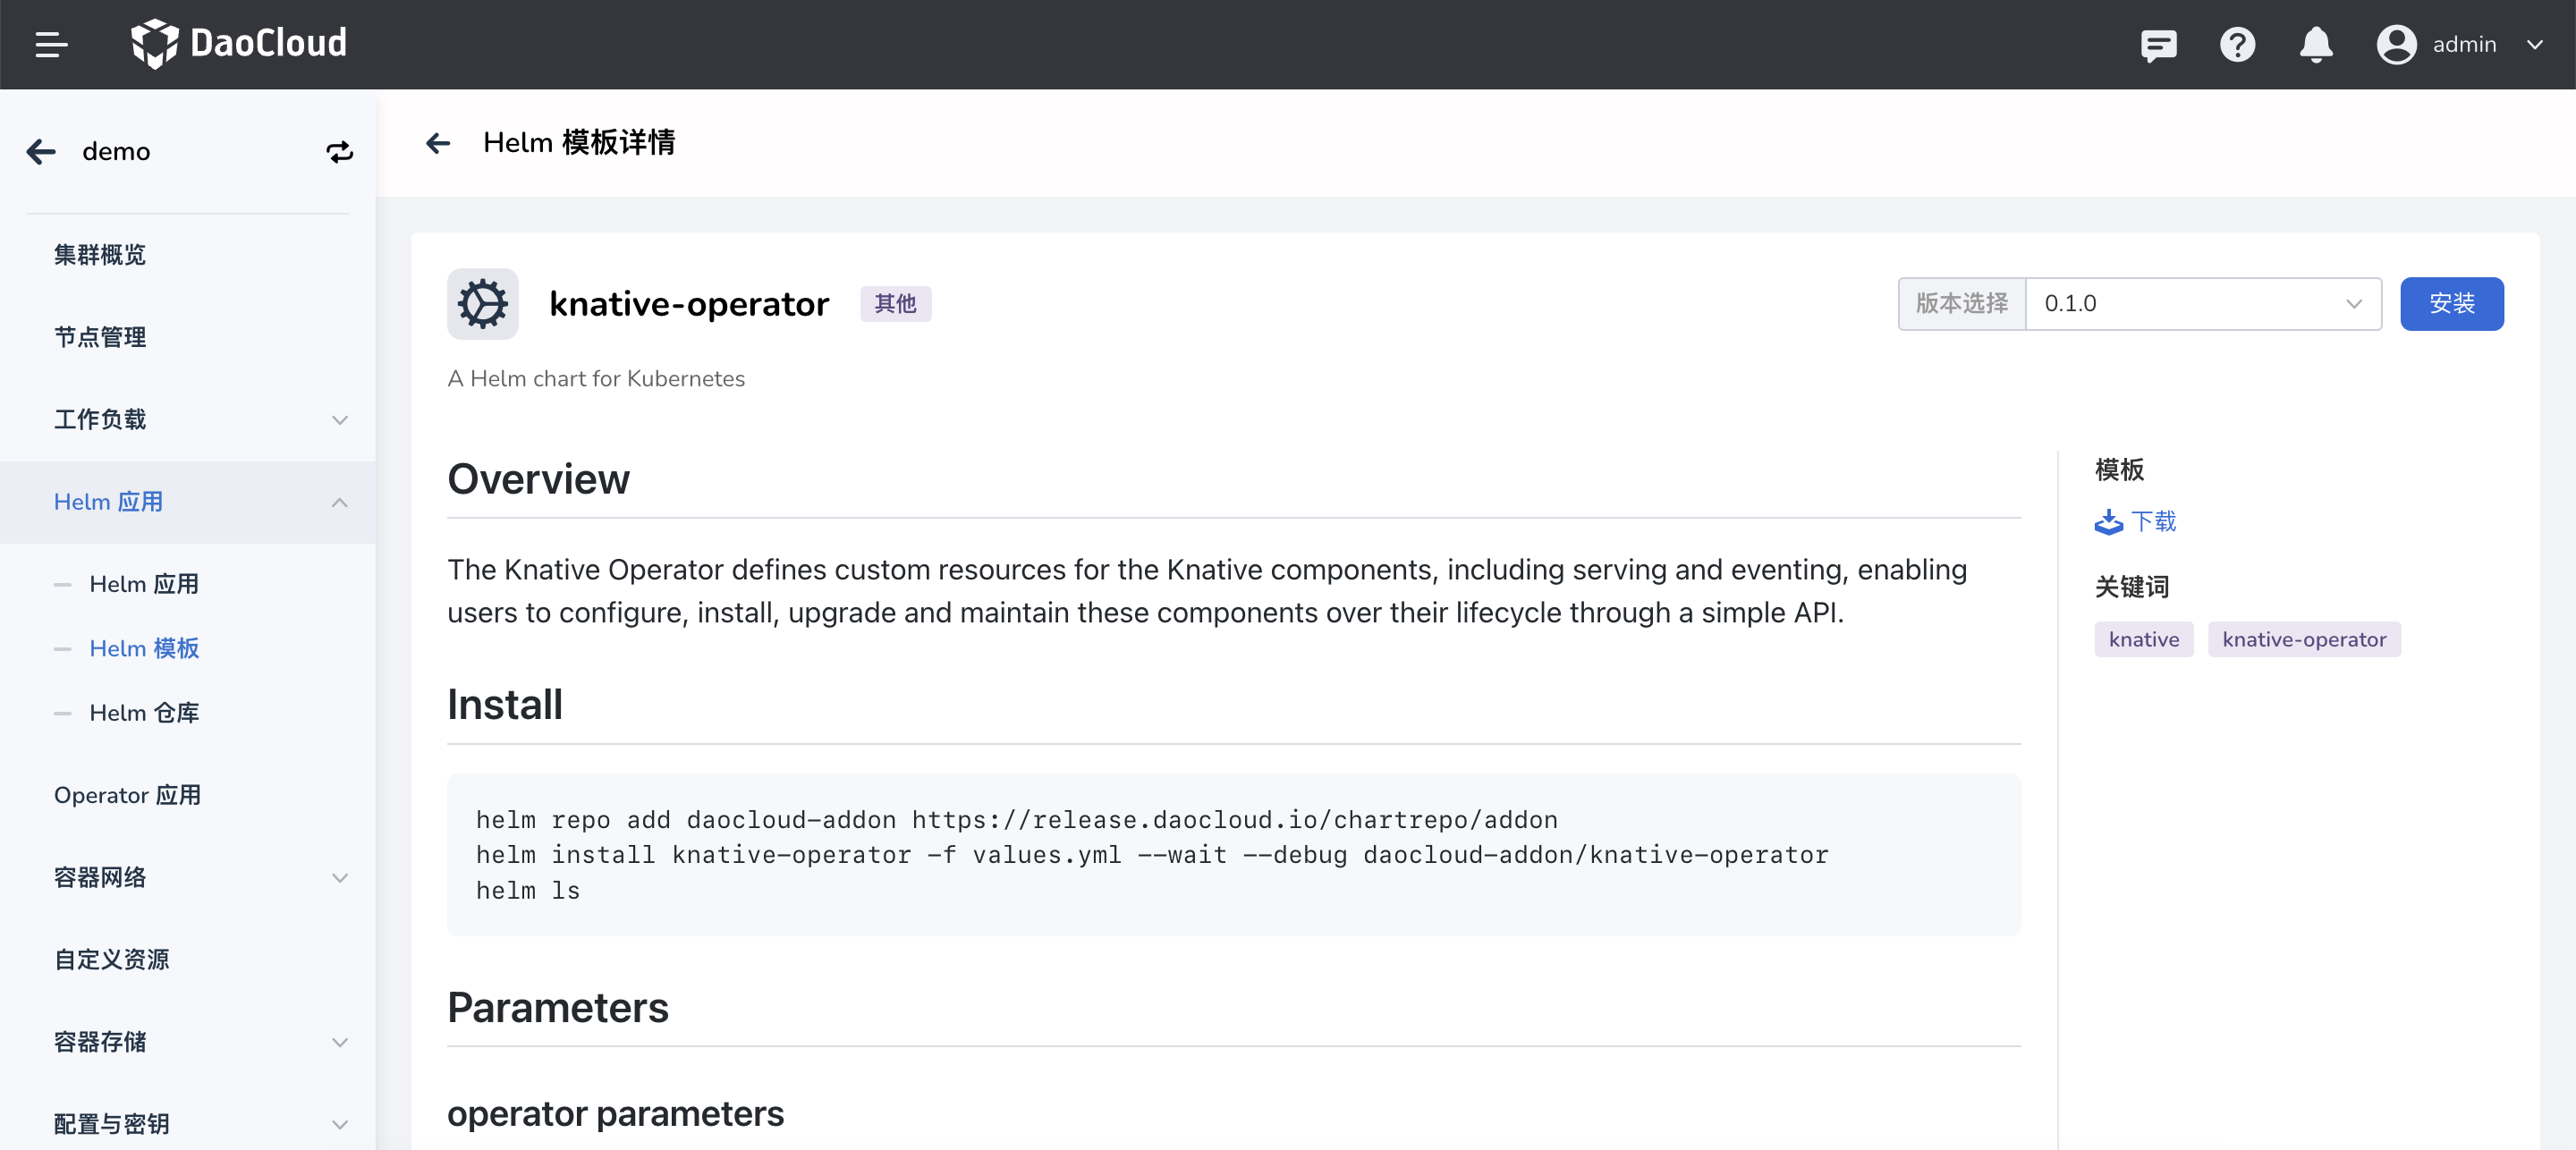 DaoCloud
admin
demo
集群概览
节点管理
工作负载
Helm 应用
Helm 应用
Helm 模板
Helm 仓库
Operator 应用
容器网络
自定义资源
容器存储
配置与密钥
Helm 模板详情
knative-operator
其他
版本选择
0.1.0
安装
A Helm chart for Kubernetes
Overview
The Knative Operator defines custom resources for the Knative components, including serving and eventing, enabling
users to configure, install, upgrade and maintain these components over their lifecycle through a simple API.
Install
helm repo add daocloud-addon https://release.daocloud.io/chartrepo/addon
helm install knative-operator -f values.yml --wait --debug daocloud-addon/knative-operator
helm ls
Parameters
operator parameters
模板
下载
关键词
knative
knative-operator